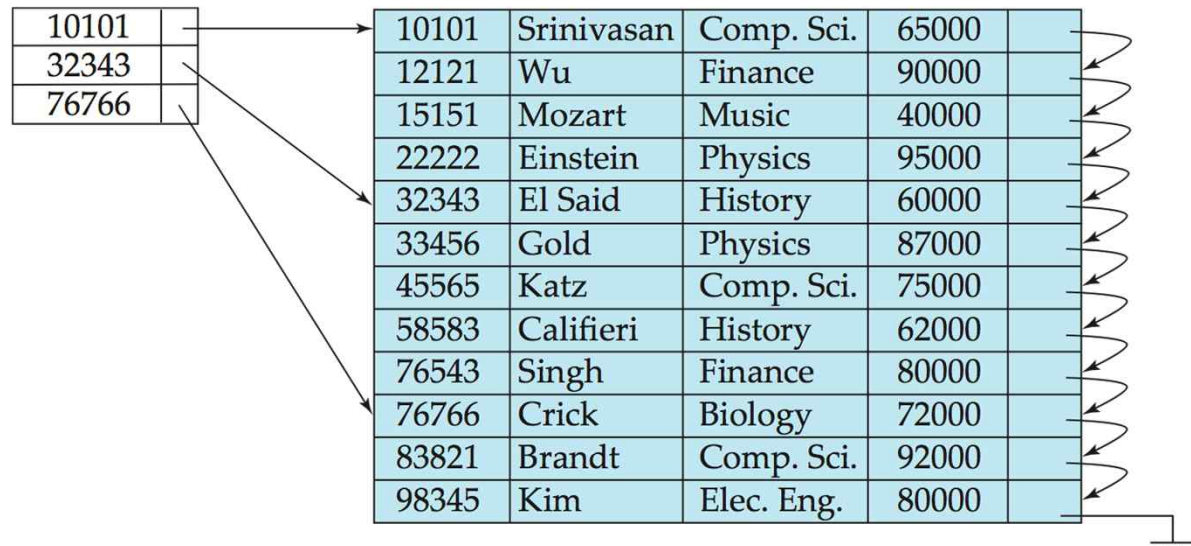 10101
32343
76766
10101 Srinivasan Comp. Sci. 65000
12121 Wu Finance 90000
15151 Mozart Music 40000
22222 Einstein Physics 95000
32343 El Said History 60000
33456 Gold Physics 87000
45565 Katz Comp. Sci. 75000
58583 Califieri History 62000
76543 Singh Finance 80000
76766 Crick Biology 72000
83821 Brandt Comp. Sci. 92000
98345 Kim Elec. Eng. 80000